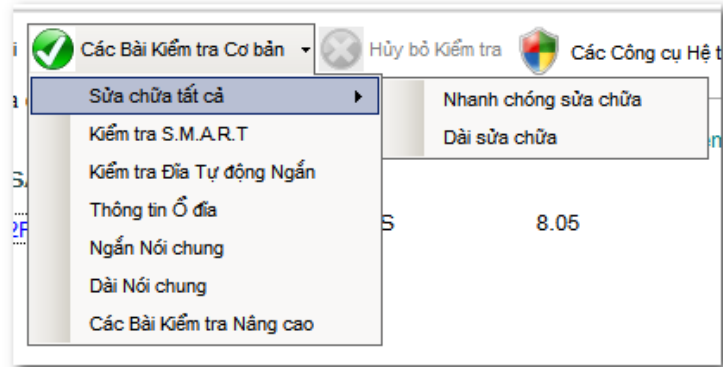 i Các Bài Kiểm tra Cơ bản Hủy bỏ Kiểm tra Các Công cụ Hệ t
Sửa chữa tất cả Nhanh chóng sửa chữa
Kiểm tra S.M.A.R.T Dài sửa chữa
Kiểm tra Đĩa Tự động Ngắn
Thông tin Ổ đĩa
S 8.05
Ngắn Nói chung
Dài Nói chung
Các Bài Kiểm tra Nâng cao